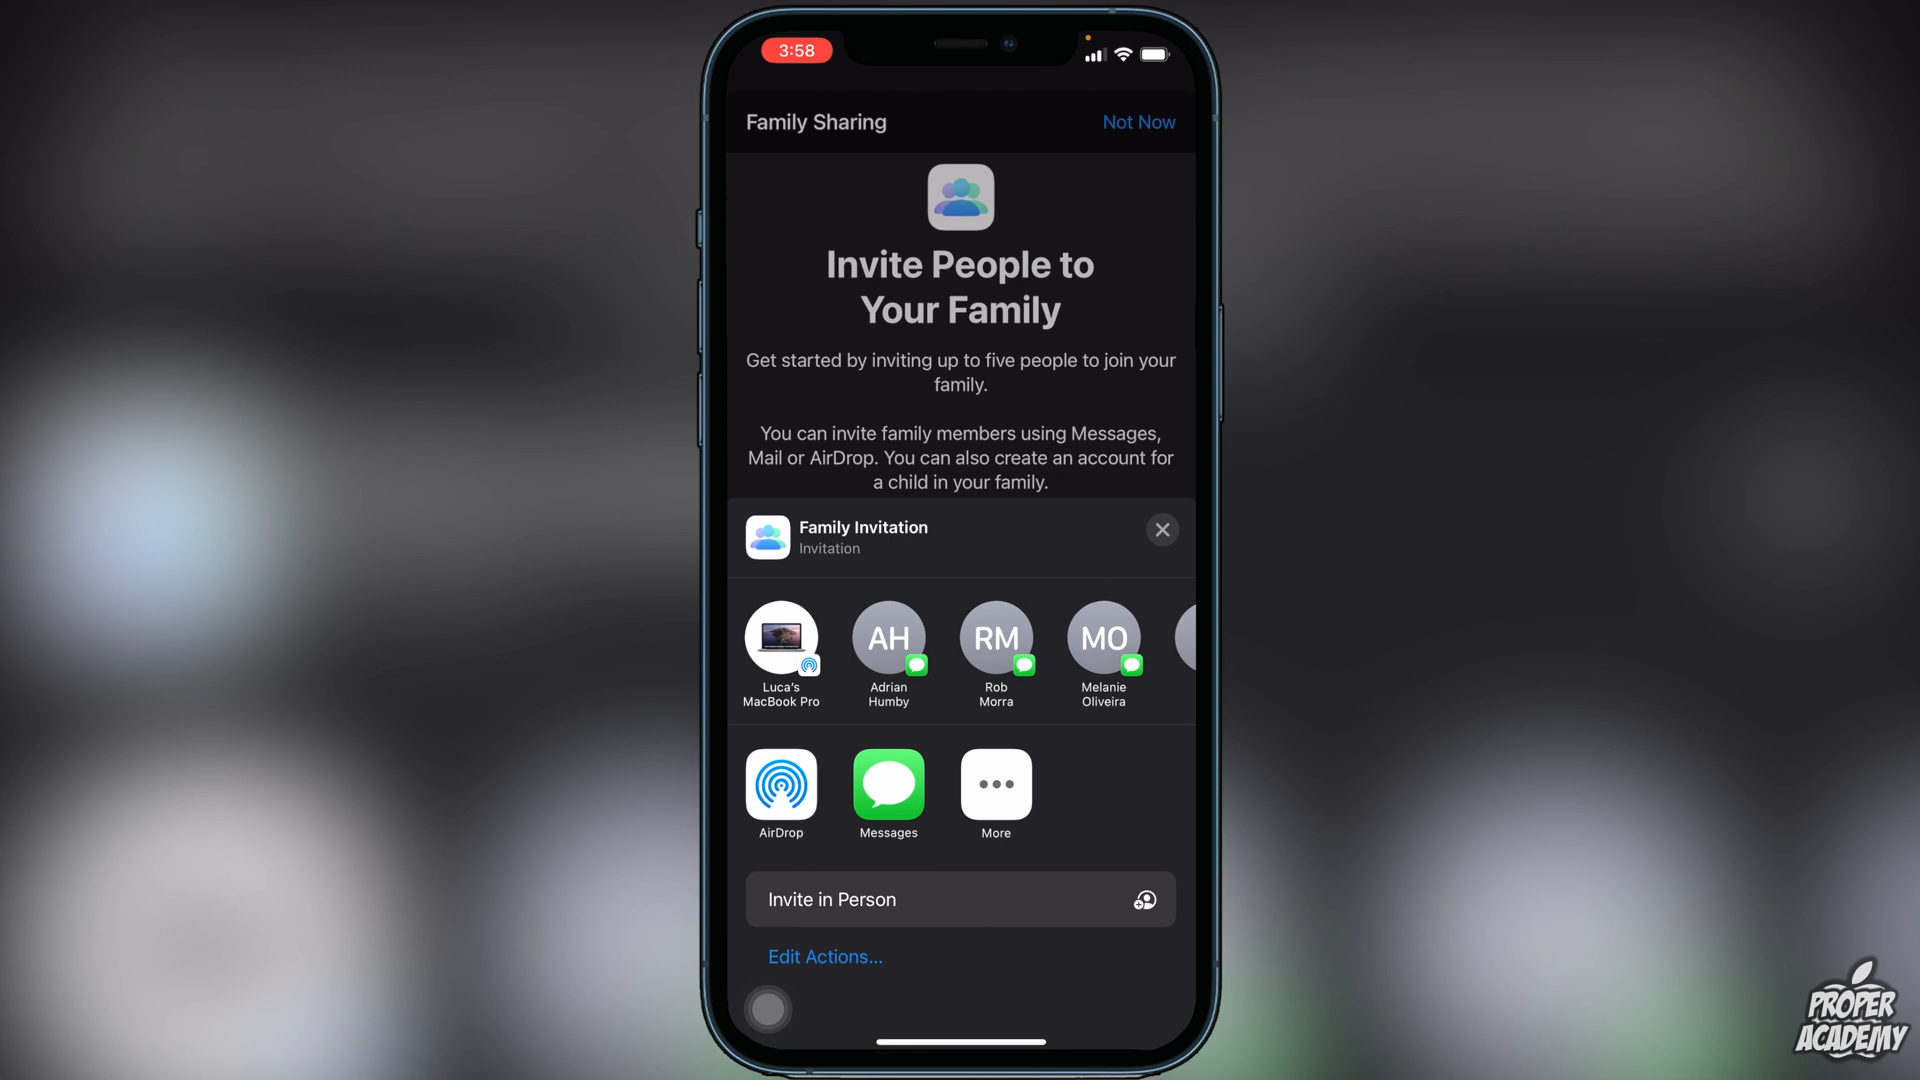 3:58
Family Sharing
Not Now
Invite People to
Your Family
Get started by inviting up to five people to join your
family.
You can invite family members using Messages,
Mail or AirDrop. You can also create an account for
a child in your family.
Family Invitation
Invitation
AH
RM
MO
Luca's
MacBook Pro
Adrian
Humby
Rob
Morra
Melanie
Oliveira
AirDrop
Messages
More
Invite in Person
Edit Actions...
PROPER
ACADEMY